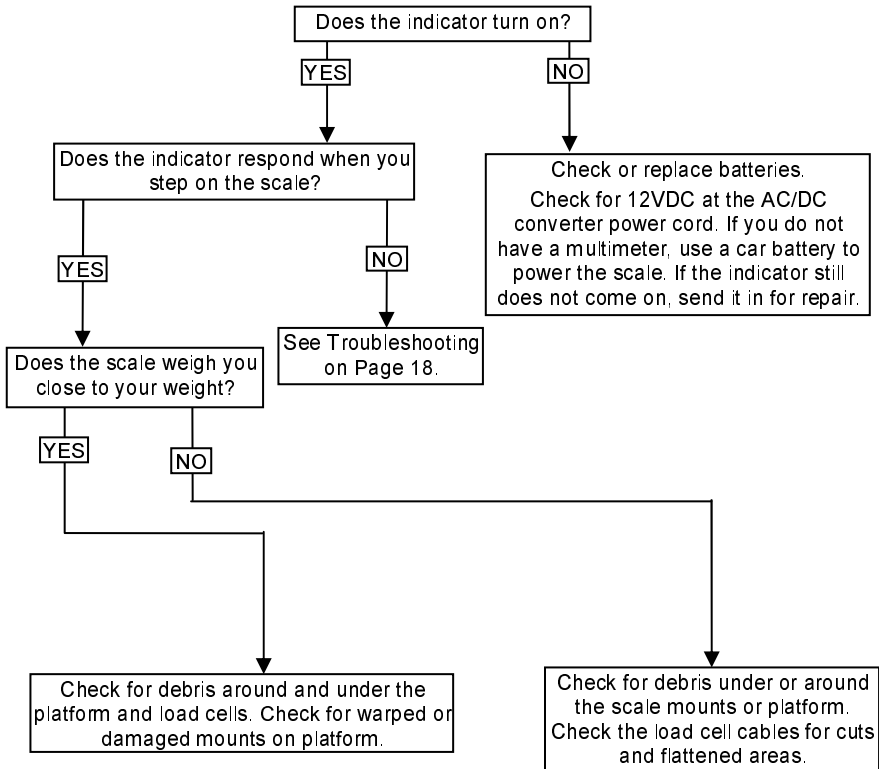 Does the indicator turn on?
YES
NO
Does the indicator respond when you
step on the scale?
Check or replace batteries.
Check for 12VDC at the AC/DC
converter power cord. If you do not
have a multimeter, use a car battery to
power the scale. If the indicator still
does not come on, send it in for repair.
YES
NO
See Troubleshooting
on Page 18.
Does the scale weigh you
close to your weight?
YES
NO
Check for debris around and under the
platform and load cells. Check for warped or
damaged mounts on platform.
Check for debris under or around
the scale mounts or platform.
Check the load cell cables for cuts
and flattened areas.